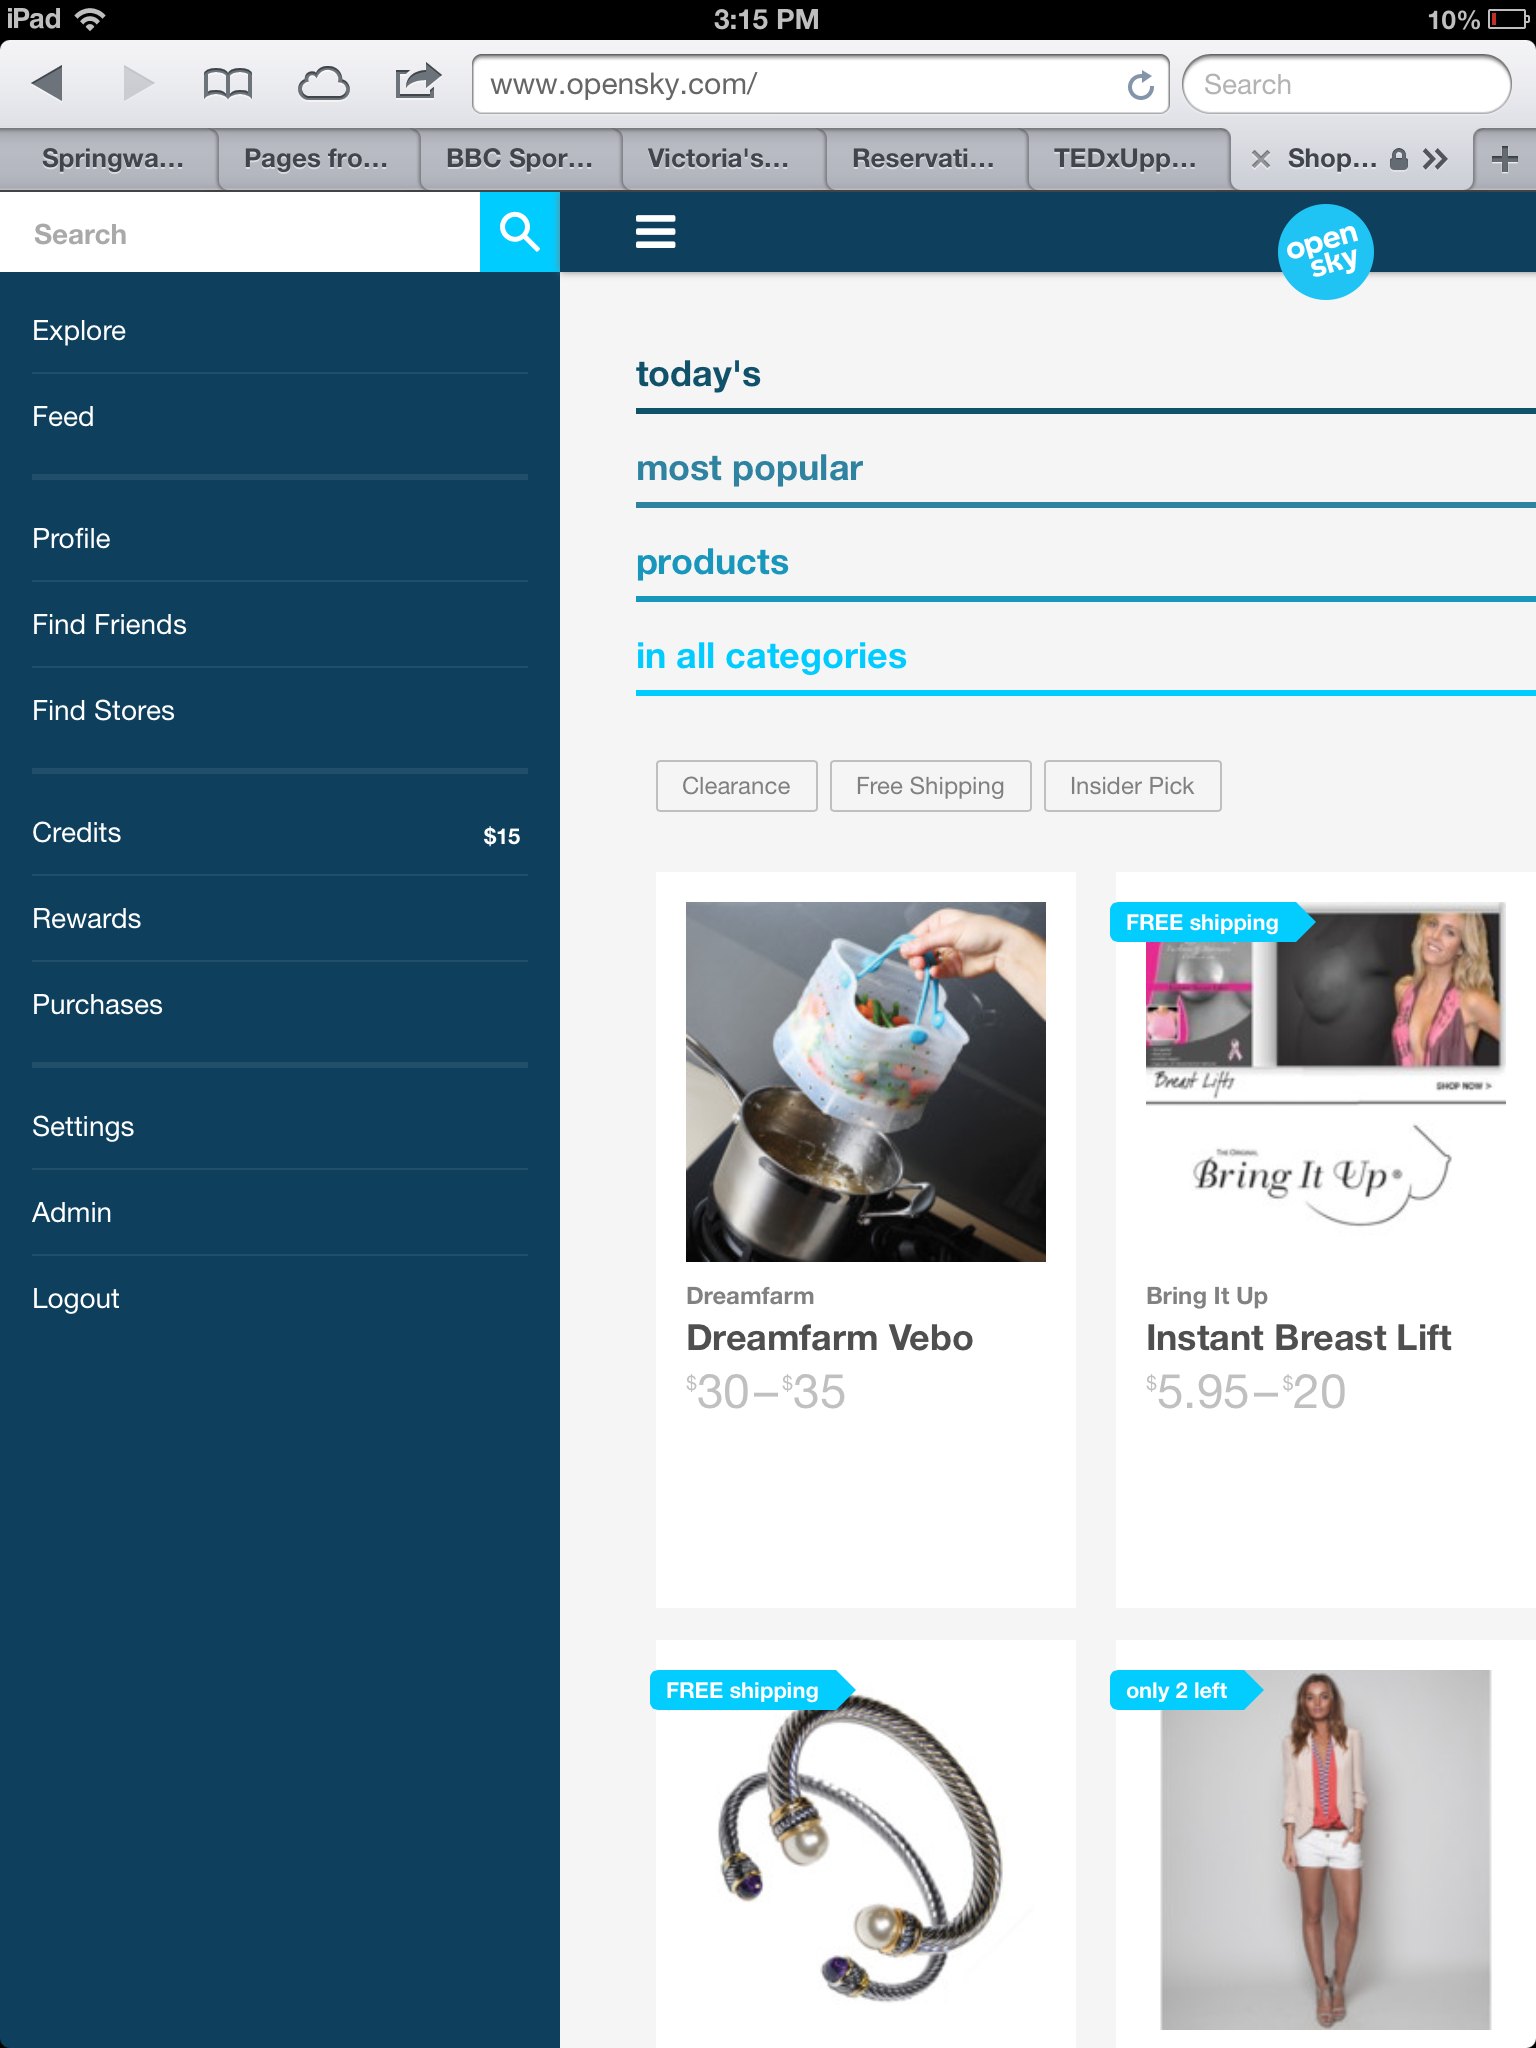 iPad
3:15 PM
10%
www.opensky.com/
Search
Springwa...
Pages fro...
BBC Spor...
Victoria's...
Reservati...
TEDxUpp...
Shop...
Search
open
sky
Explore
Feed
Profile
Find Friends
Find Stores
Credits
$15
Rewards
Purchases
Settings
Admin
Logout
today's
most popular
products
in all categories
Clearance
Free Shipping
Insider Pick
Dreamfarm
Dreamfarm Vebo
$30–$35
FREE shipping
Breast Lifts
SHOP NOW >
The Original
Bring It Up®
Bring It Up
Instant Breast Lift
$5.95–$20
FREE shipping
only 2 left